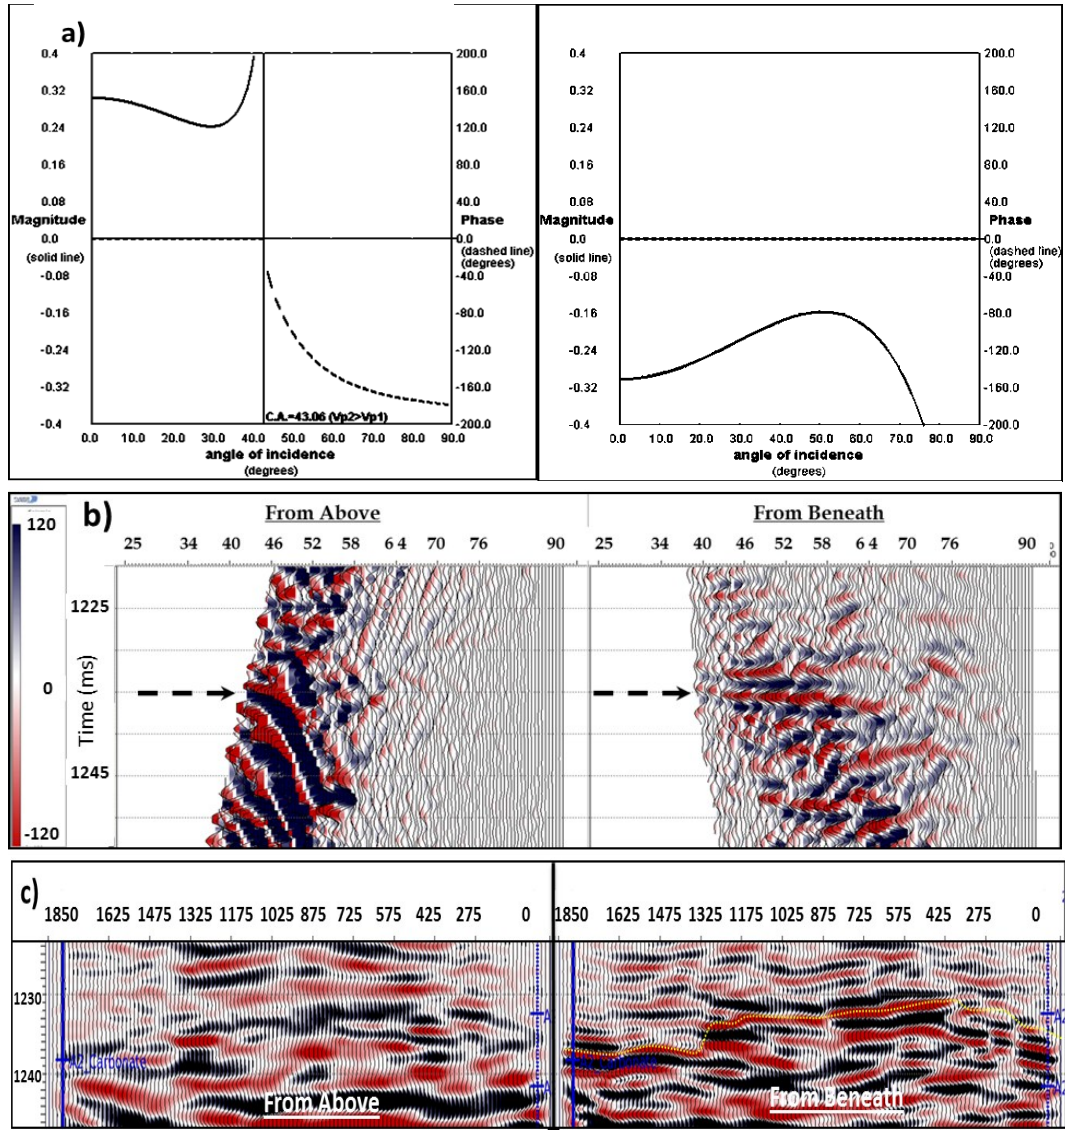 a)
0.4 200.0 0.4 200.0
0.32 160.0 0.32 160.0
0.24 120.0 0.24 120.0
0.16 80.0 0.16 80.0
0.08 40.0 0.08 40.0
Magnitude Phase Magnitude Phase
0.0 0.0 0.0 0.0
(solid line) (dashed line) (solid line) (dashed line)
(degrees) (degrees)
-0.08 -40.0 -0.08 -40.0
-0.16 -80.0 -0.16 -80.0
-0.24 -120.0 -0.24 -120.0
-0.32 -160.0 -0.32 -160.0
C.A.=43.06 (Vp2>Vp1)
-0.4 -200.0 -0.4 -200.0
0.0 10.0 20.0 30.0 40.0 50.0 60.0 70.0 80.0 90.0 0.0 10.0 20.0 30.0 40.0 50.0 60.0 70.0 80.0 90.0
angle of incidence angle of incidence
(degrees) (degrees)
b)
From Above From Beneath
120
25 34 40 46 52 58 6 4 70 76 90 25 34 40 46 52 58 6 4 70 76 90
1225
0
Time (ms)
1245
-120
c)
1850 1625 1475 1325 1175 1025 875 725 575 425 275 0 1850 1625 1475 1325 1175 1025 875 725 575 425 275 0
1230
A2_Carbonate
1240
From Above From Beneath